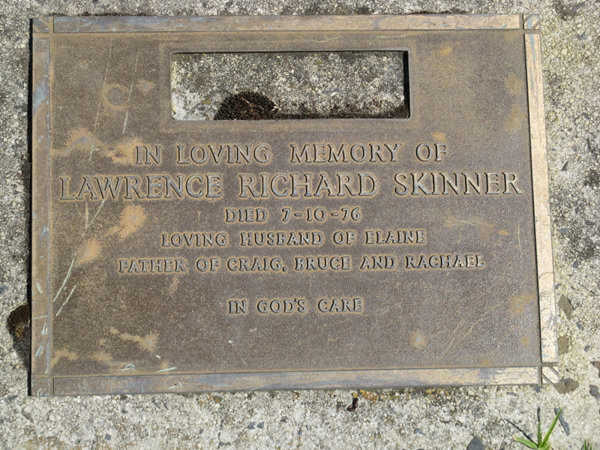 IN LOVING MEMORY OF
LAWRENCE RICHARD SKINNER
DIED 7-10-76
LOVING HUSBAND OF ELAINE
FATHER OF CRAIG, BRUCE AND RACHAEL
IN GOD'S CARE